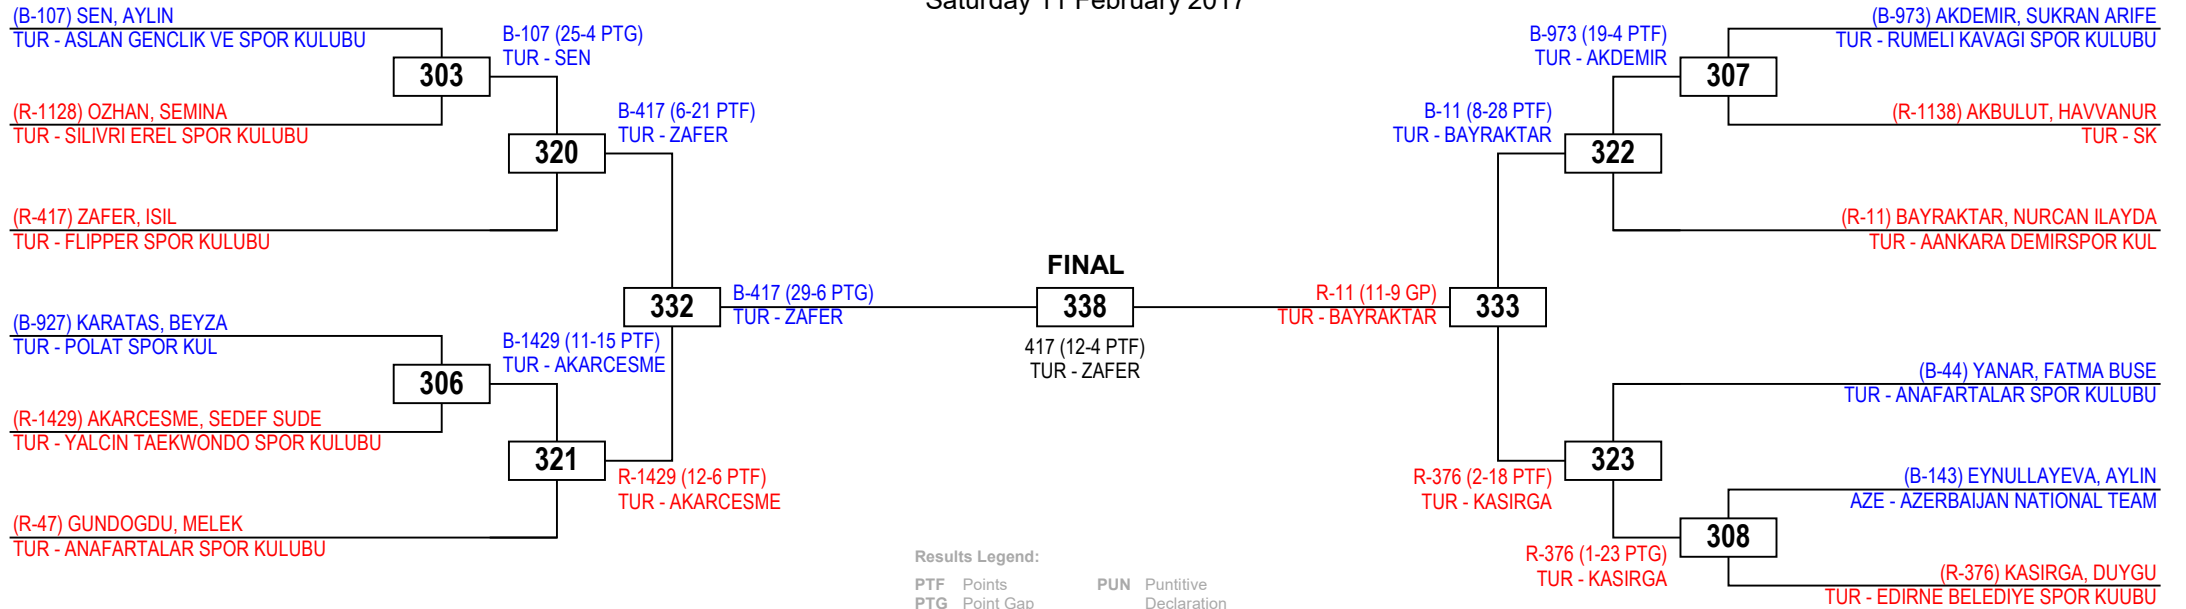 Saturday 11 February 2017
(B-107) SEN, AYLIN
TUR - ASLAN GENCLIK VE SPOR KULUBU
303
B-107 (25-4 PTG)
TUR - SEN
(R-1128) OZHAN, SEMINA
TUR - SILIVRI EREL SPOR KULUBU
320
B-417 (6-21 PTF)
TUR - ZAFER
(R-417) ZAFER, ISIL
TUR - FLIPPER SPOR KULUBU
332
B-417 (29-6 PTG)
TUR - ZAFER
(B-927) KARATAS, BEYZA
TUR - POLAT SPOR KUL
306
B-1429 (11-15 PTF)
TUR - AKARCESME
(R-1429) AKARCESME, SEDEF SUDE
TUR - YALCIN TAEKWONDO SPOR KULUBU
321
R-1429 (12-6 PTF)
TUR - AKARCESME
(R-47) GUNDOGDU, MELEK
TUR - ANAFARTALAR SPOR KULUBU
FINAL
338
417 (12-4 PTF)
TUR - ZAFER
(B-973) AKDEMIR, SUKRAN ARIFE
TUR - RUMELI KAVAGI SPOR KULUBU
B-973 (19-4 PTF)
TUR - AKDEMIR
307
(R-1138) AKBULUT, HAVVANUR
TUR - SK
B-11 (8-28 PTF)
TUR - BAYRAKTAR
322
(R-11) BAYRAKTAR, NURCAN ILAYDA
TUR - AANKARA DEMIRSPOR KUL
R-11 (11-9 GP)
TUR - BAYRAKTAR
333
(B-44) YANAR, FATMA BUSE
TUR - ANAFARTALAR SPOR KULUBU
323
R-376 (2-18 PTF)
TUR - KASIRGA
(B-143) EYNULLAYEVA, AYLIN
AZE - AZERBAIJAN NATIONAL TEAM
308
R-376 (1-23 PTG)
TUR - KASIRGA
(R-376) KASIRGA, DUYGU
TUR - EDIRNE BELEDIYE SPOR KUUBU
Results Legend:
PTF Points PUN Puntitive
PTG Point Gap Declaration